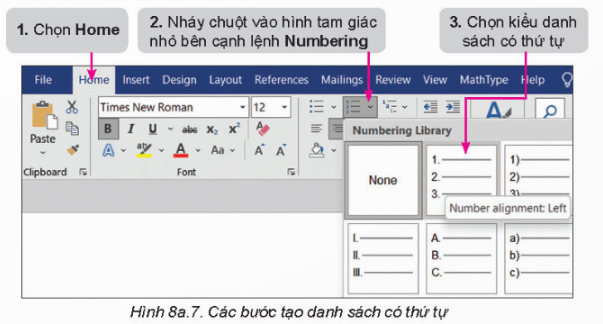 1. Chọn Home
2. Nháy chuột vào hình tam giác
nhỏ bên cạnh lệnh Numbering
3. Chọn kiểu danh
sách có thứ tự
File Home Insert Design Layout References Mailings Review View MathType Help
Times New Roman 12
Paste
B I U abc X₂ X² A
A aby A Aa A A
Clipboard Font
Numbering Library
None
1.
2.
3.
1)
2)
3)
Number alignment: Left
I.
II.
III.
A.
B.
C.
a)
b)
c)
Hình 8a.7. Các bước tạo danh sách có thứ tự